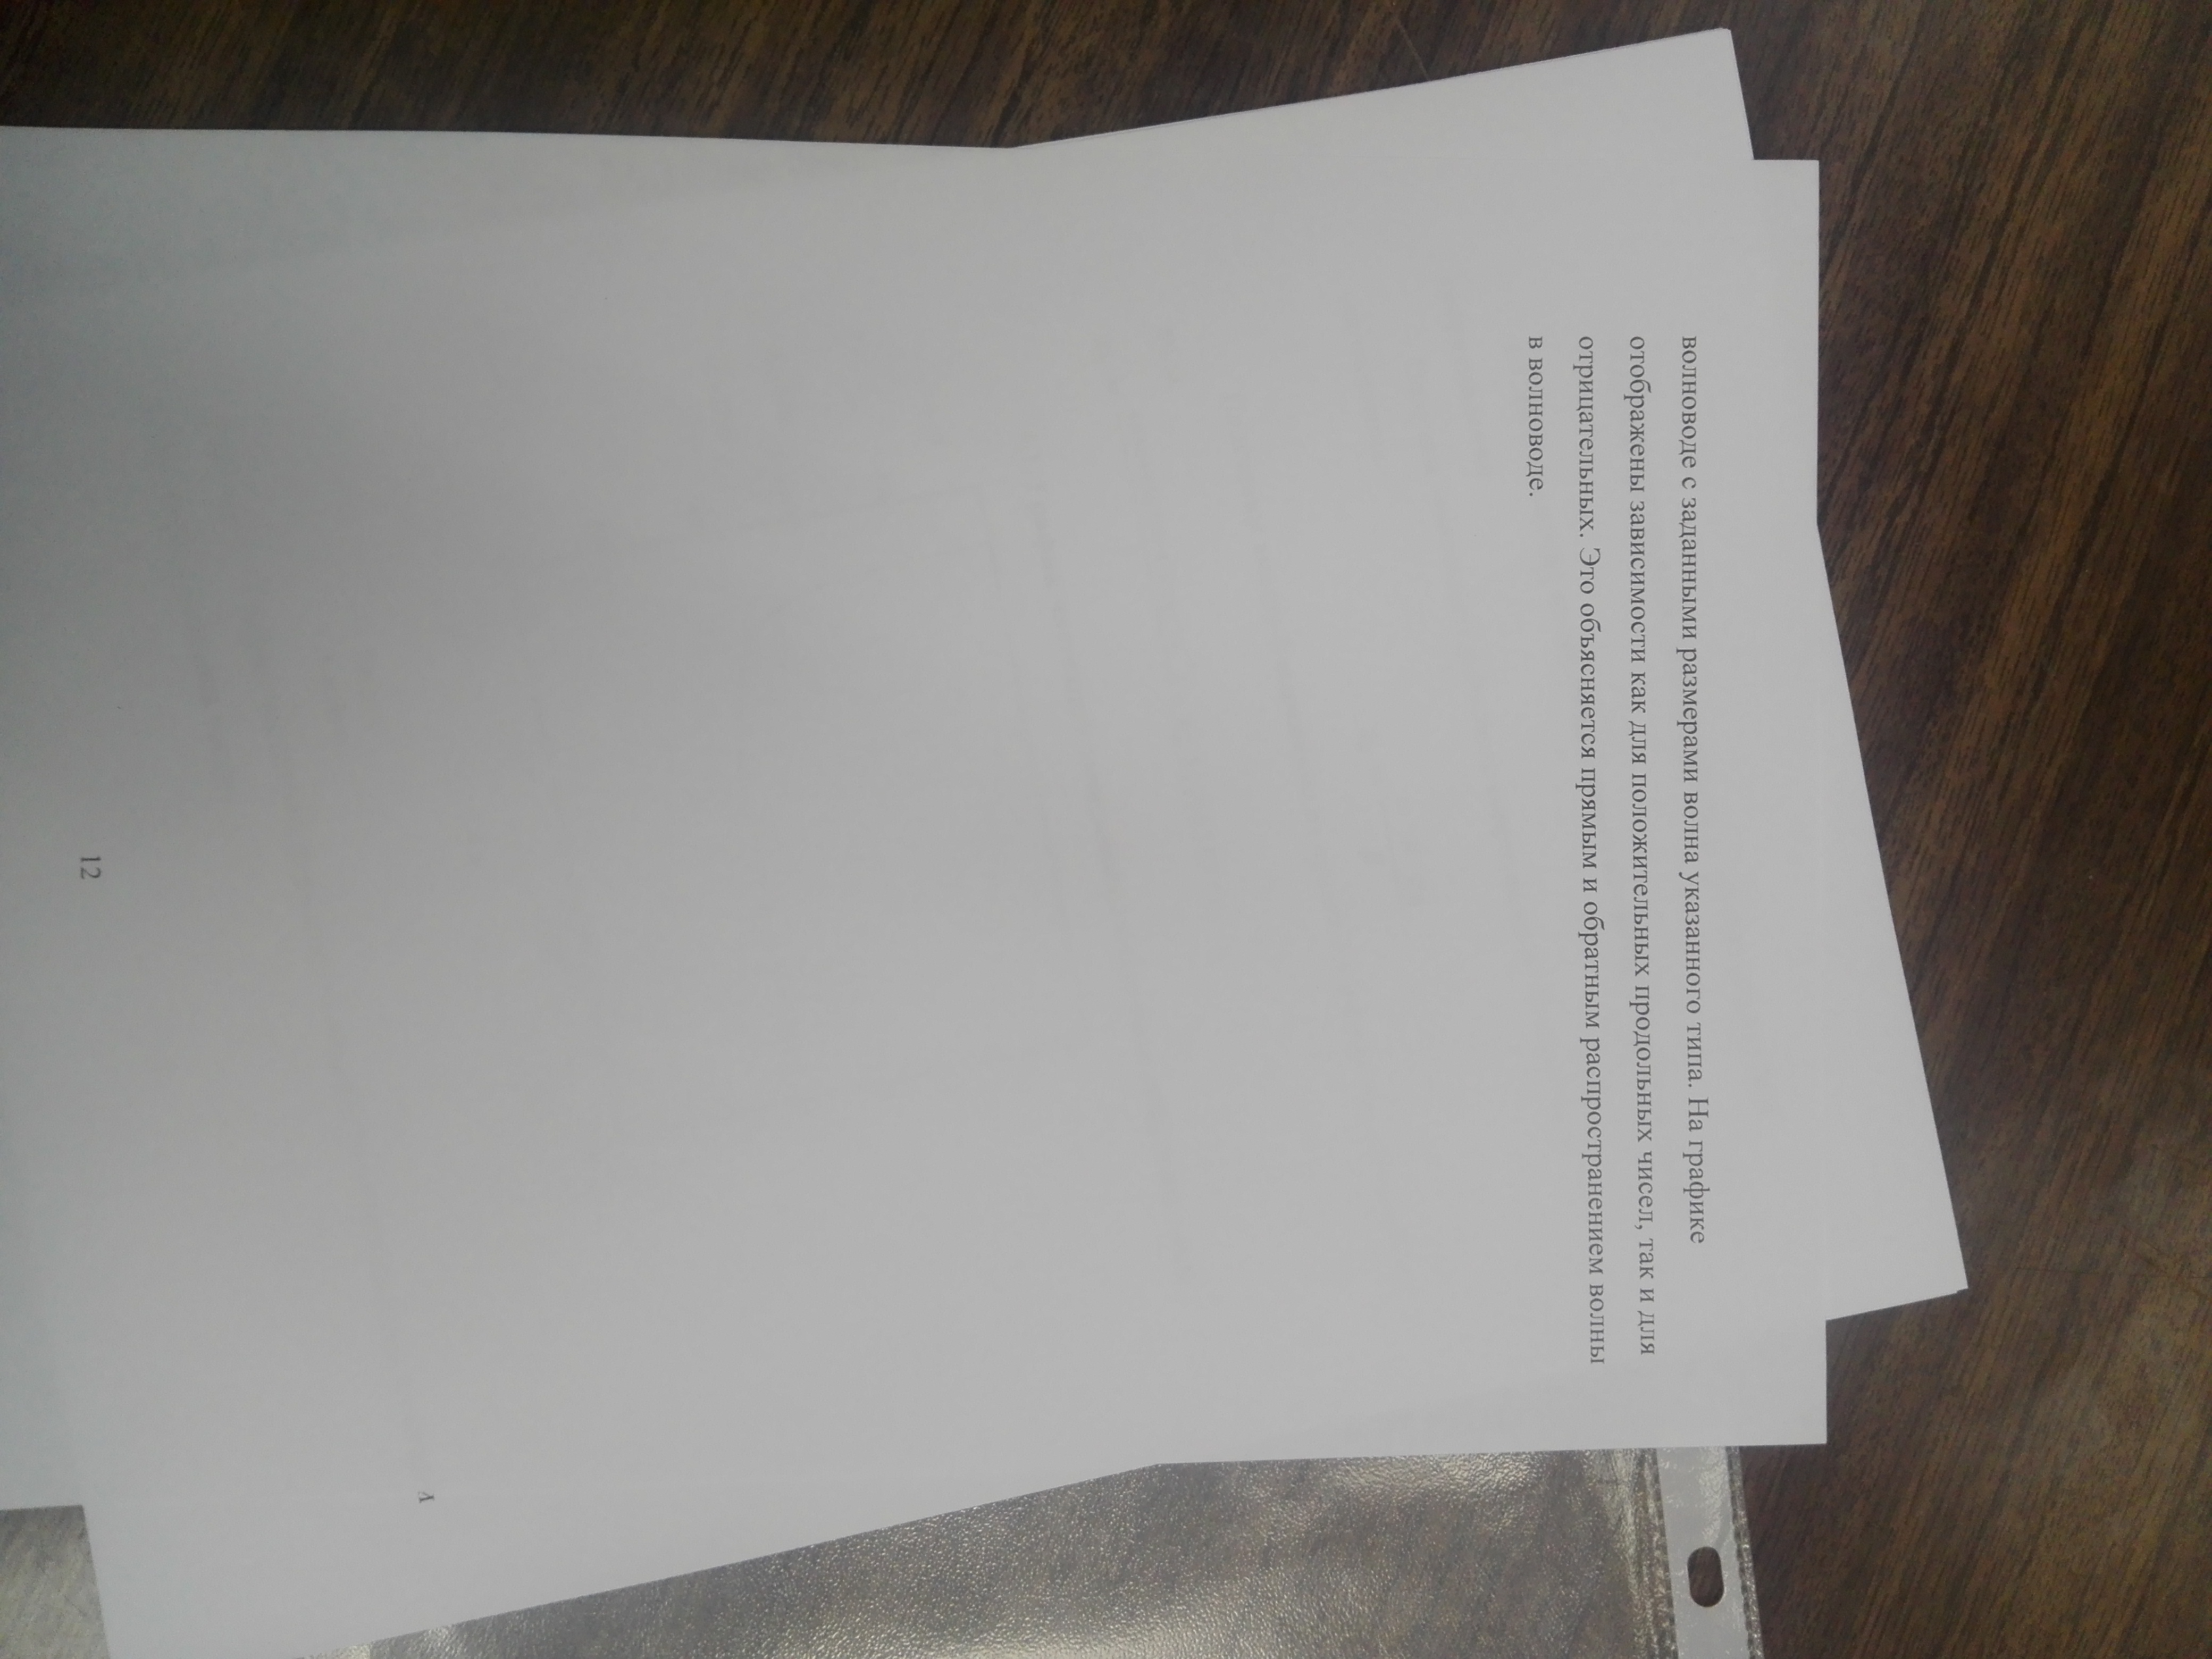 волноводе с заданными размерами волна указанного типа. На графике
отображены зависимости как для положительных продольных чисел, так и для
отрицательных. Это объясняется прямым и обратным распространением волны
в волноводе.
12